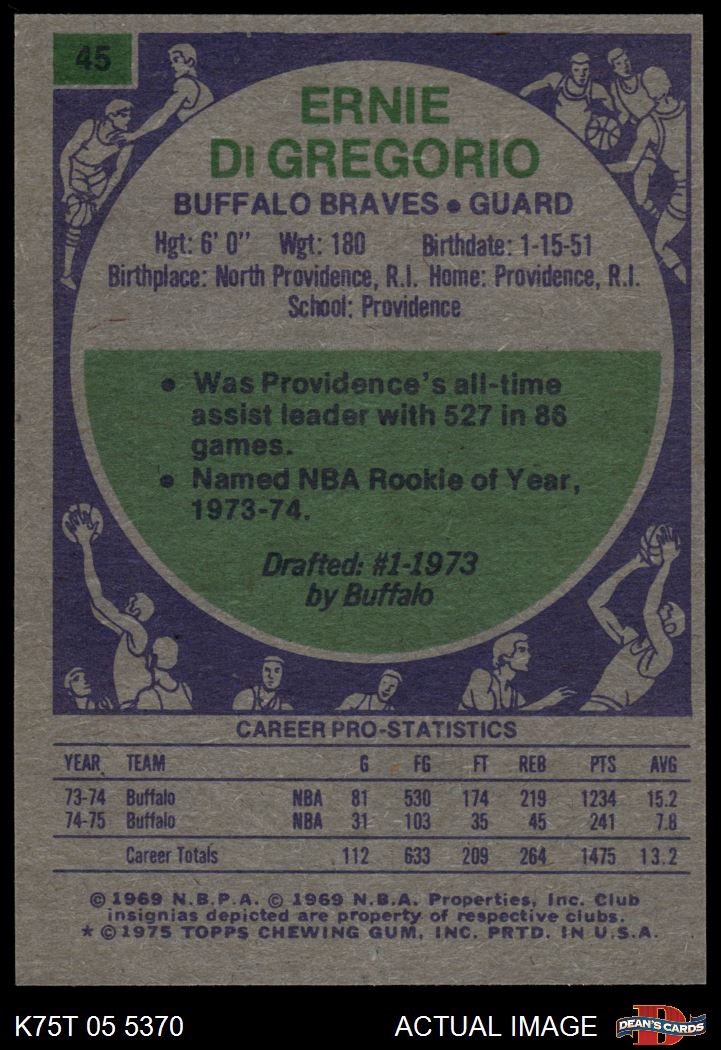 45
ERNIE
Di GREGORIO
BUFFALO BRAVES • GUARD
Hgt: 6' 0" Wgt: 180 Birthdate: 1-15-51
Birthplace: North Providence, R.I. Home: Providence, R.I.
School: Providence
• Was Providence's all-time
assist leader with 527 in 86
games.
• Named NBA Rookie of Year,
1973-74.
Drafted: #1-1973
by Buffalo
CAREER PRO-STATISTICS
YEAR TEAM G FG FT REB PTS AVG
73-74 Buffalo NBA 81 530 174 219 1234 15.2
74-75 Buffalo NBA 31 103 35 45 241 7.8
Career Totals 112 633 209 264 1475 13.2
© 1969 N.B.P.A. © 1969 N.B.A. Properties, Inc. Club
insignias depicted are property of respective clubs.
* © 1975 TOPPS CHEWING GUM, INC. PRTD. IN U.S.A.
K75T 05 5370
ACTUAL IMAGE
D
DEAN'S CARDS